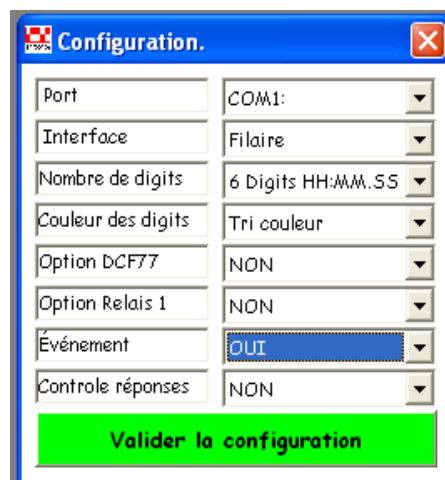 Configuration.
Port COM1:
Interface Filaire
Nombre de digits 6 Digits HH:MM.SS
Couleur des digits Tri couleur
Option DCF77 NON
Option Relais 1 NON
Événement OUI
Controle réponses NON
Valider la configuration